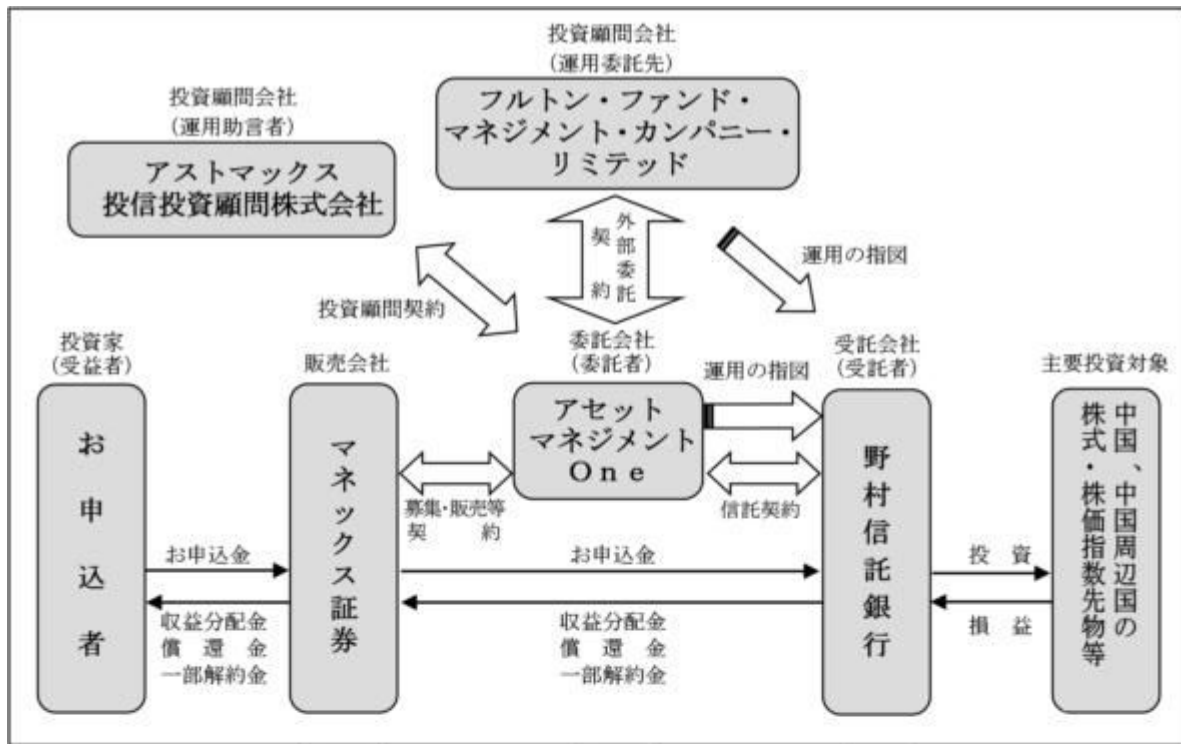 投資顧問会社
（運用委託先）
フルトン・ファンド・
マネジメント・カンパニー・
リミテッド
投資顧問会社
（運用助言者）
アストマックス
投信投資顧問株式会社
外部委託
契約
運用の指図
投資顧問契約
投資家
（受益者）
お申込者
販売会社
マネックス証券
委託会社
（委託者）
アセット
マネジメント
One
運用の指図
受託会社
（受託者）
野村信託銀行
主要投資対象
中国、中国周辺国の
株式・株価指数先物等
募集・販売等
契約
信託契約
お申込金
お申込金
投資
収益分配金
償還金
一部解約金
収益分配金
償還金
一部解約金
損益